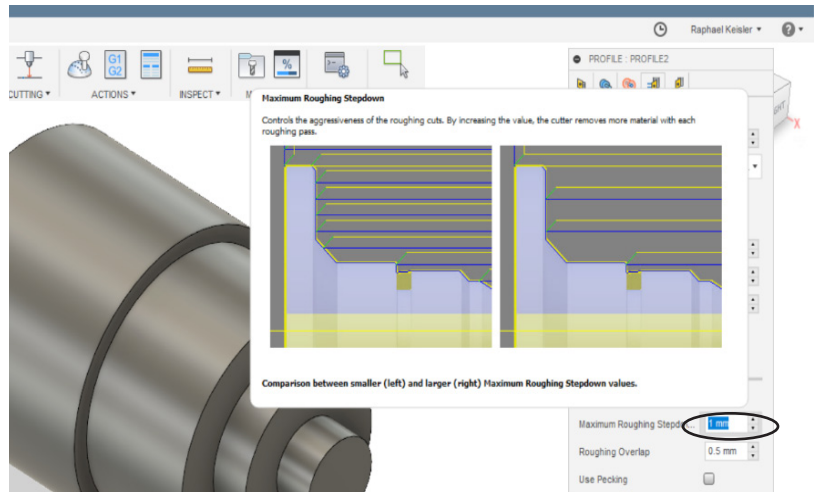 Raphael Keisler
PROFILE : PROFILE2
G1
G2
%
CUTTING
ACTIONS
INSPECT
M
Maximum Roughing Stepdown
Controls the aggressiveness of the roughing cuts. By increasing the value, the cutter removes more material with each
roughing pass.
X
Comparison between smaller (left) and larger (right) Maximum Roughing Stepdown values.
Maximum Roughing Stepdo... 1 mm
Roughing Overlap 0.5 mm
Use Pecking